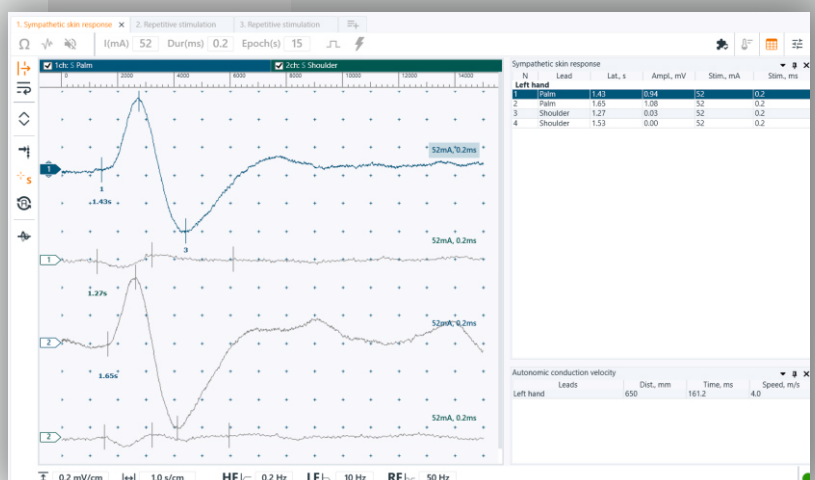 1. Sympathetic skin response × 2. Repetitive stimulation 3. Repetitive stimulation
I(mA) 52 Dur(ms) 0.2 Epoch(s) 15
1ch: S Palm 2ch: S Shoulder
0 2000 4000 6000 8000 10000 12000 14000
52mA, 0.2ms
1
1
1.43s
3
52mA, 0.2ms
1
1.27s
52mA, 0.2ms
2
1.65s
52mA, 0.2ms
2
0.2 mV/cm 1.0 s/cm HF 0.2 Hz LF 10 Hz RF 50 Hz
Sympathetic skin response
N Lead Lat., s Ampl., mV Stim., mA Stim., ms
Left hand
1 Palm 1.43 0.94 52 0.2
2 Palm 1.65 1.08 52 0.2
3 Shoulder 1.27 0.03 52 0.2
4 Shoulder 1.53 0.00 52 0.2
Autonomic conduction velocity
Leads Dist., mm Time, ms Speed, m/s
Left hand 650 161.2 4.0